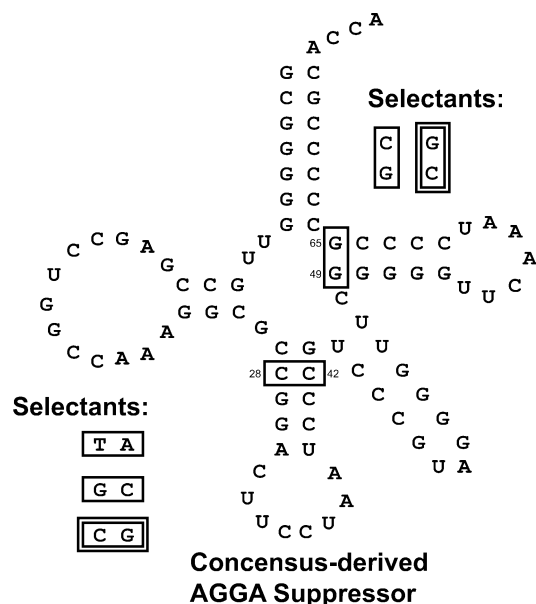 A C C A
G C
C G
G C
G C
G C
G C
G C
Selectants:
C G
G C
U U
65 G C C C C U A A A
49 G G G G G U U C
A G C C U G G C C A A A
G C C G
G G C G
C U U G G G G A U G C C C U
C G
28 C C 42
G C
G C
A U
C U U C C C U A A
Selectants:
T A
G C
C G
Concensus-derived
AGGA Suppressor